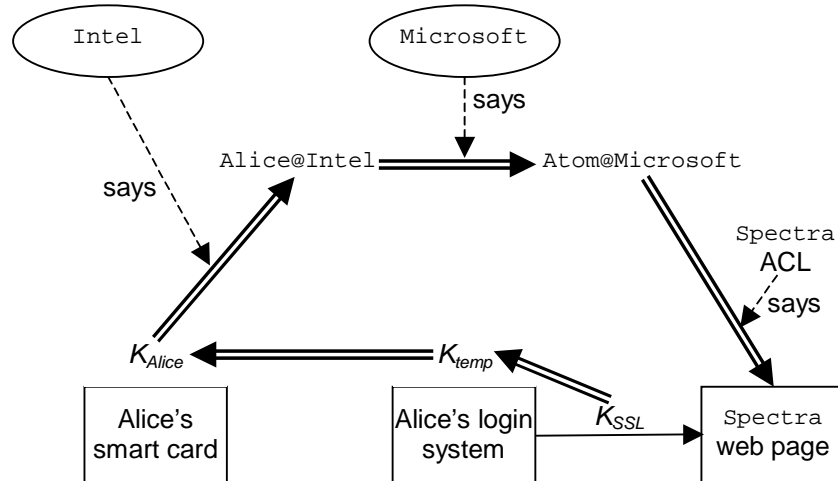 Intel
Microsoft
says
Alice@Intel
Atom@Microsoft
says
Spectra
ACL
says
K_Alice
K_temp
K_SSL
Alice's
smart card
Alice's login
system
Spectra
web page